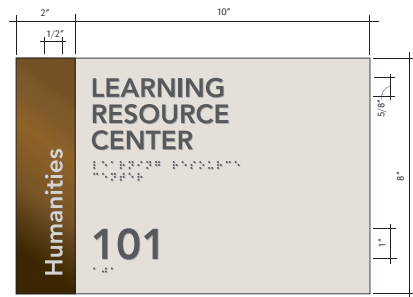 2"
10"
1/2"
LEARNING
RESOURCE
CENTER
5/8"
8"
Humanities
101
1"